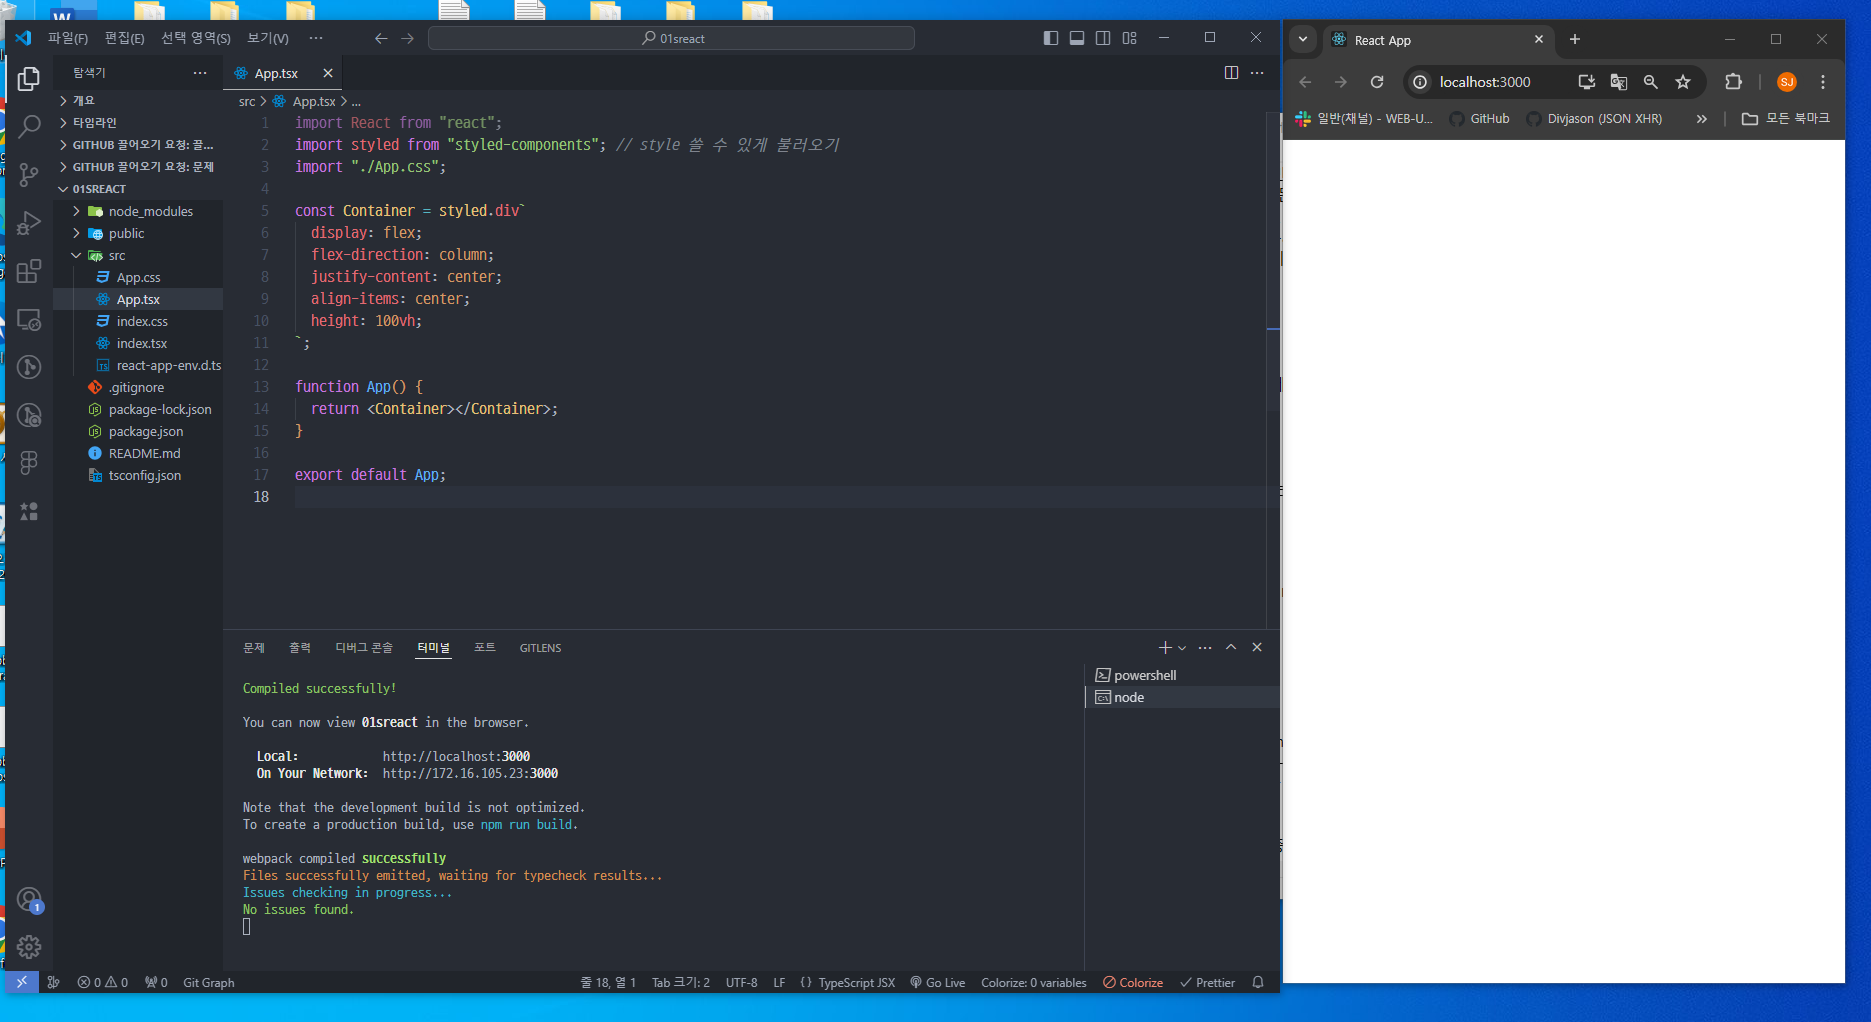 파일(F) 편집(E) 선택 영역(S) 보기(V) ···
01sreact
탐색기
개요
타임라인
GITHUB 끌어오기 요청: 끌...
GITHUB 끌어오기 요청: 문제
01SREACT
node_modules
public
src
App.css
App.tsx
index.css
index.tsx
react-app-env.d.ts
.gitignore
package-lock.json
package.json
README.md
tsconfig.json
1
App.tsx
src > App.tsx > ...
1 import React from "react";
2 import styled from "styled-components"; // style 쓸 수 있게 불러오기
3 import "./App.css";
4
5 const Container = styled.div`
6 display: flex;
7 flex-direction: column;
8 justify-content: center;
9 align-items: center;
10 height: 100vh;
11 `;
12
13 function App() {
14 return <Container></Container>;
15 }
16
17 export default App;
18
문제 출력 디버그 콘솔 터미널 포트 GITLENS
Compiled successfully!
You can now view 01sreact in the browser.
Local: http://localhost:3000
On Your Network: http://172.16.105.23:3000
Note that the development build is not optimized.
To create a production build, use npm run build.
webpack compiled successfully
Files successfully emitted, waiting for typecheck results...
Issues checking in progress...
No issues found.
powershell
node
0 0 0 Git Graph 줄 18, 열 1 Tab 크기: 2 UTF-8 LF {} TypeScript JSX Go Live Colorize: 0 variables Colorize Prettier
React App
localhost:3000
SJ
일반(채널) - WEB-U... GitHub Divjason (JSON XHR) » 모든 북마크